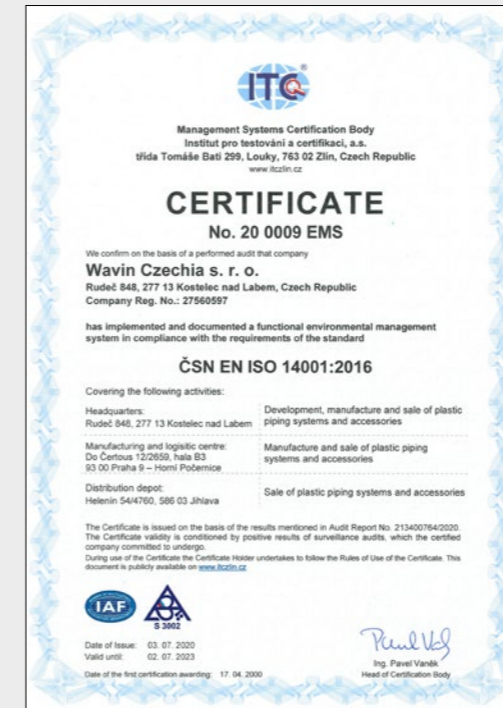 ITC ®
Management Systems Certification Body
Institut pro testování a certifikaci, a.s.
třída Tomáše Bati 299, Louky, 763 02 Zlín, Czech Republic
www.itczlin.cz
CERTIFICATE
No. 20 0009 EMS
We confirm on the basis of a performed audit that company
Wavin Czechia s. r. o.
Rudeč 848, 277 13 Kostelec nad Labem, Czech Republic
Company Reg. No.: 27560597
has implemented and documented a functional environmental management
system in compliance with the requirements of the standard
ČSN EN ISO 14001:2016
Covering the following activities:
Headquarters:
Rudeč 848, 277 13 Kostelec nad Labem
Development, manufacture and sale of plastic
piping systems and accessories
Manufacturing and logisitic centre:
Do Čertous 12/2659, hala B3
93 00 Praha 9 – Horní Počernice
Manufacture and sale of plastic piping
systems and accessories
Distribution depot:
Helenín 54/4760, 586 03 Jihlava
Sale of plastic piping systems and accessories
The Certificate is issued on the basis of the results mentioned in Audit Report No. 213400764/2020.
The Certificate validity is conditioned by positive results of surveillance audits, which the certified
company committed to undergo.
During use of the Certificate the Certificate Holder undertakes to follow the Rules of Use of the Certificate. This
document is publicly available on www.itczlin.cz
IAF
S 3002
Date of Issue: 03. 07. 2020
Valid until: 02. 07. 2023
Date of the first certification awarding: 17. 04. 2000
Ing. Pavel Vaněk
Head of Certification Body